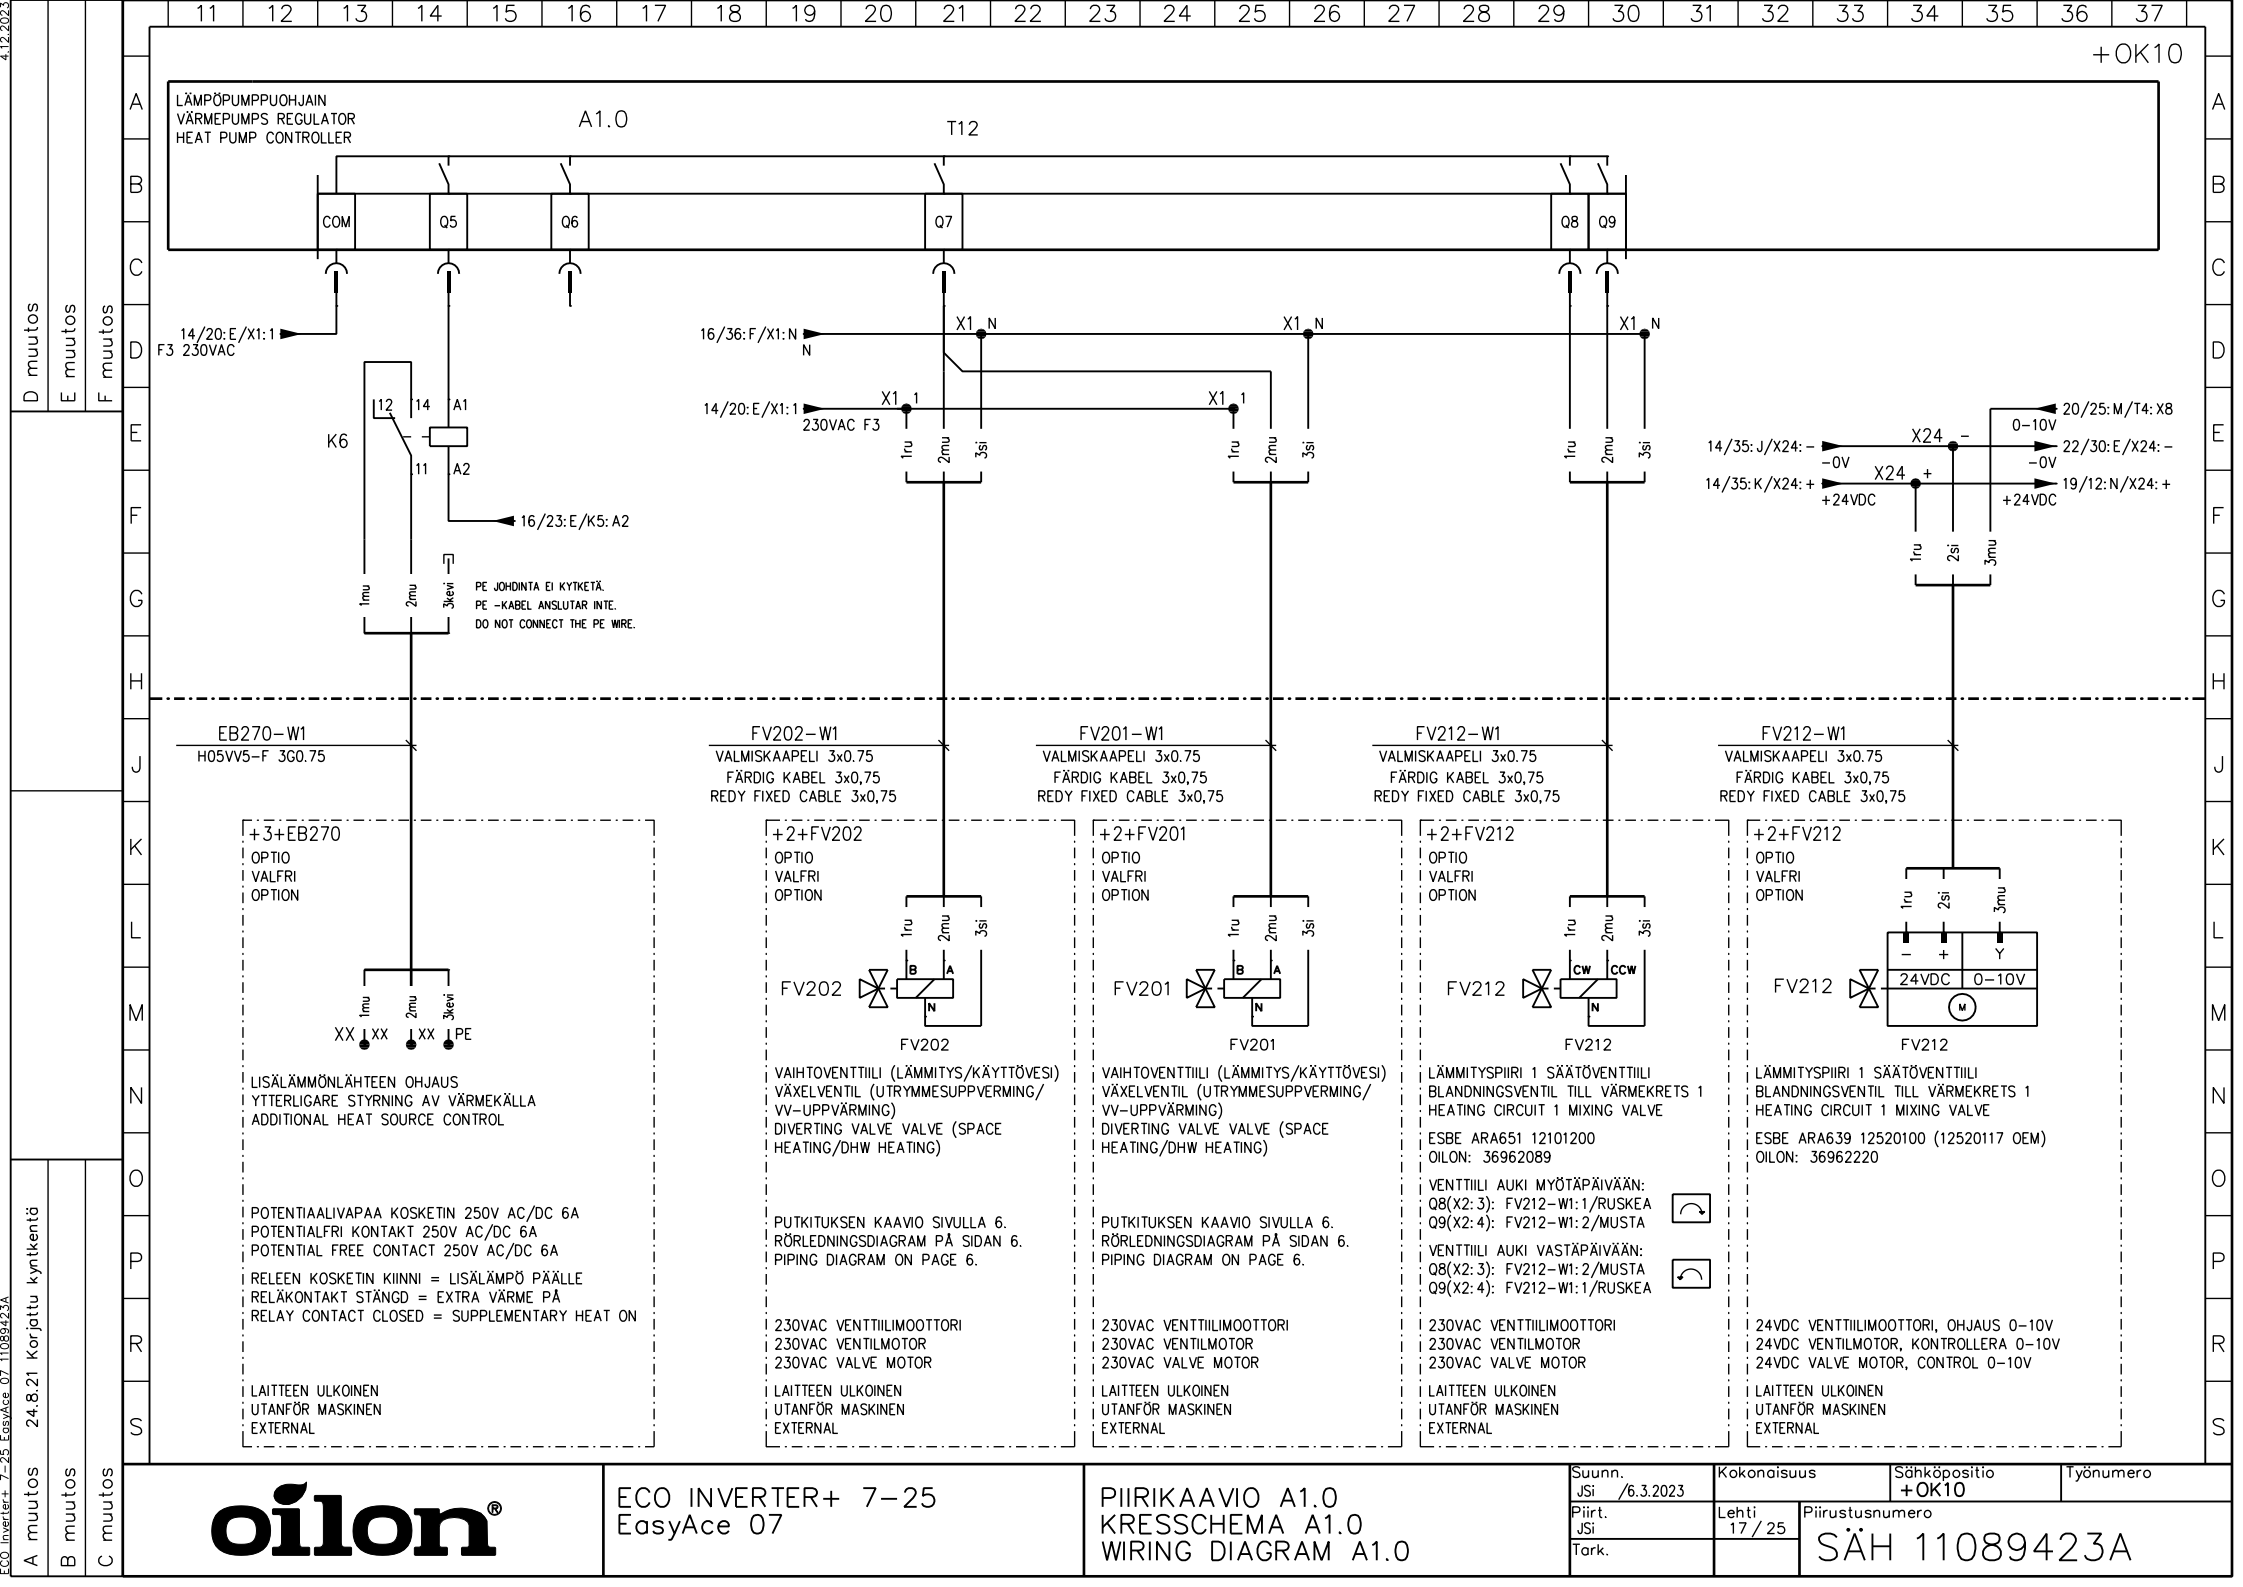 11 12 13 14 15 16 17 18 19 20 21 22 23 24 25 26 27 28 29 30 31 32 33 34 35 36 37
+OK10
A
B
C
D
E
F
G
H
J
K
L
M
N
O
P
R
S
A
B
C
D
E
F
G
H
J
K
L
M
N
O
P
R
S
LÄMPÖPUMPPUOHJAIN
VÄRMEPUMPS REGULATOR
HEAT PUMP CONTROLLER
A1.0
T12
COM Q5 Q6 Q7 Q8 Q9
14/20:E/X1:1
F3 230VAC
12 14 A1
K6
11 A2
16/23:E/K5:A2
1mu 2mu 3kevi
PE JOHDINTA EI KYTKETÄ.
PE -KABEL ANSLUTAR INTE.
DO NOT CONNECT THE PE WIRE.
16/36:F/X1:N
N
X1 N
X1 N
X1 N
14/20:E/X1:1
230VAC F3
X1 1
X1 1
1ru 2mu 3si
1ru 2mu 3si
1ru 2mu 3si
20/25:M/T4:X8
0-10V
14/35:J/X24:-
-0V
X24 -
22/30:E/X24:-
-0V
14/35:K/X24:+
+24VDC
X24 +
19/12:N/X24:+
+24VDC
1ru 2si 3mu
EB270-W1
H05VV5-F 3G0.75
FV202-W1
VALMISKAAPELI 3x0.75
FÄRDIG KABEL 3x0,75
REDY FIXED CABLE 3x0,75
FV201-W1
VALMISKAAPELI 3x0.75
FÄRDIG KABEL 3x0,75
REDY FIXED CABLE 3x0,75
FV212-W1
VALMISKAAPELI 3x0.75
FÄRDIG KABEL 3x0,75
REDY FIXED CABLE 3x0,75
FV212-W1
VALMISKAAPELI 3x0.75
FÄRDIG KABEL 3x0,75
REDY FIXED CABLE 3x0,75
+3+EB270
OPTIO
VALFRI
OPTION
1mu 2mu 3kevi
XX XX XX PE
LISÄLÄMMÖNLÄHTEEN OHJAUS
YTTERLIGARE STYRNING AV VÄRMEKÄLLA
ADDITIONAL HEAT SOURCE CONTROL
POTENTIAALIVAPAA KOSKETIN 250V AC/DC 6A
POTENTIALFRI KONTAKT 250V AC/DC 6A
POTENTIAL FREE CONTACT 250V AC/DC 6A
RELEEN KOSKETIN KIINNI = LISÄLÄMPÖ PÄÄLLE
RELÄKONTAKT STÄNGD = EXTRA VÄRME PÅ
RELAY CONTACT CLOSED = SUPPLEMENTARY HEAT ON
LAITTEEN ULKOINEN
UTANFÖR MASKINEN
EXTERNAL
+2+FV202
OPTIO
VALFRI
OPTION
1ru 2mu 3si
B A
FV202
N
FV202
VAIHTOVENTTIILI (LÄMMITYS/KÄYTTÖVESI)
VÄXELVENTIL (UTRYMMESUPPVERMING/
VV-UPPVÄRMING)
DIVERTING VALVE VALVE (SPACE
HEATING/DHW HEATING)
PUTKITUKSEN KAAVIO SIVULLA 6.
RÖRLEDNINGSDIAGRAM PÅ SIDAN 6.
PIPING DIAGRAM ON PAGE 6.
230VAC VENTTIILIMOOTTORI
230VAC VENTILMOTOR
230VAC VALVE MOTOR
LAITTEEN ULKOINEN
UTANFÖR MASKINEN
EXTERNAL
+2+FV201
OPTIO
VALFRI
OPTION
1ru 2mu 3si
B A
FV201
N
FV201
VAIHTOVENTTIILI (LÄMMITYS/KÄYTTÖVESI)
VÄXELVENTIL (UTRYMMESUPPVERMING/
VV-UPPVÄRMING)
DIVERTING VALVE VALVE (SPACE
HEATING/DHW HEATING)
PUTKITUKSEN KAAVIO SIVULLA 6.
RÖRLEDNINGSDIAGRAM PÅ SIDAN 6.
PIPING DIAGRAM ON PAGE 6.
230VAC VENTTIILIMOOTTORI
230VAC VENTILMOTOR
230VAC VALVE MOTOR
LAITTEEN ULKOINEN
UTANFÖR MASKINEN
EXTERNAL
+2+FV212
OPTIO
VALFRI
OPTION
1ru 2mu 3si
CW CCW
FV212
N
FV212
LÄMMITYSPIIRI 1 SÄÄTÖVENTTIILI
BLANDNINGSVENTIL TILL VÄRMEKRETS 1
HEATING CIRCUIT 1 MIXING VALVE
ESBE ARA651 12101200
OILON: 36962089
VENTTIILI AUKI MYÖTÄPÄIVÄÄN:
Q8(X2:3): FV212-W1:1/RUSKEA
Q9(X2:4): FV212-W1:2/MUSTA
VENTTIILI AUKI VASTÄPÄIVÄÄN:
Q8(X2:3): FV212-W1:2/MUSTA
Q9(X2:4): FV212-W1:1/RUSKEA
230VAC VENTTIILIMOOTTORI
230VAC VENTILMOTOR
230VAC VALVE MOTOR
LAITTEEN ULKOINEN
UTANFÖR MASKINEN
EXTERNAL
+2+FV212
OPTIO
VALFRI
OPTION
1ru 2si 3mu
- + Y
24VDC 0-10V
FV212
M
FV212
LÄMMITYSPIIRI 1 SÄÄTÖVENTTIILI
BLANDNINGSVENTIL TILL VÄRMEKRETS 1
HEATING CIRCUIT 1 MIXING VALVE
ESBE ARA639 12520100 (12520117 OEM)
OILON: 36962220
24VDC VENTTIILIMOOTTORI, OHJAUS 0-10V
24VDC VENTILMOTOR, KONTROLLERA 0-10V
24VDC VALVE MOTOR, CONTROL 0-10V
LAITTEEN ULKOINEN
UTANFÖR MASKINEN
EXTERNAL
oilon®
ECO INVERTER+ 7-25
EasyAce 07
PIIRIKAAVIO A1.0
KRESSCHEMA A1.0
WIRING DIAGRAM A1.0
Suunn.
JSi /6.3.2023
Piirt.
JSi
Tark.
Kokonaisuus
Sähköpositio
+OK10
Työnumero
Lehti
17/25
Piirustusnumero
SÄH 11089423A
D muutos
E muutos
F muutos
A muutos 24.8.21 Korjattu kyntkentä
B muutos
C muutos
ECO Inverter+ 7-25 EasyAce 07 11089423A
4.12.2023